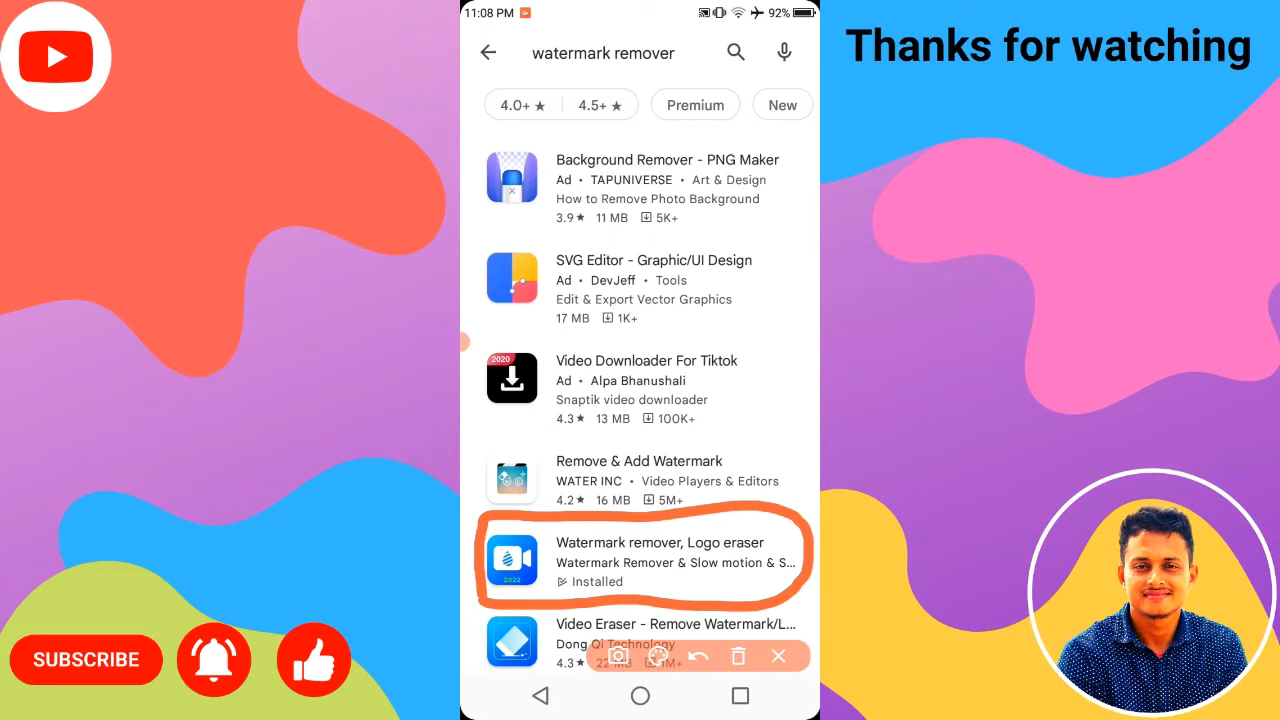 11:08 PM
92%
watermark remover
4.0+ ★
4.5+ ★
Premium
New
Background Remover - PNG Maker
Ad • TAPUNIVERSE • Art & Design
How to Remove Photo Background
3.9★ 11 MB 5K+
SVG Editor - Graphic/UI Design
Ad • DevJeff • Tools
Edit & Export Vector Graphics
17 MB 1K+
2020
Video Downloader For Tiktok
Ad • Alpa Bhanushali
Snaptik video downloader
4.3★ 13 MB 100K+
Remove & Add Watermark
WATER INC • Video Players & Editors
4.2★ 16 MB 5M+
Watermark remover, Logo eraser
Watermark Remover & Slow motion & S...
2022
Installed
Video Eraser - Remove Watermark/L...
Dong Qi Technology
4.3★ 22 MB 1M+
Thanks for watching
SUBSCRIBE